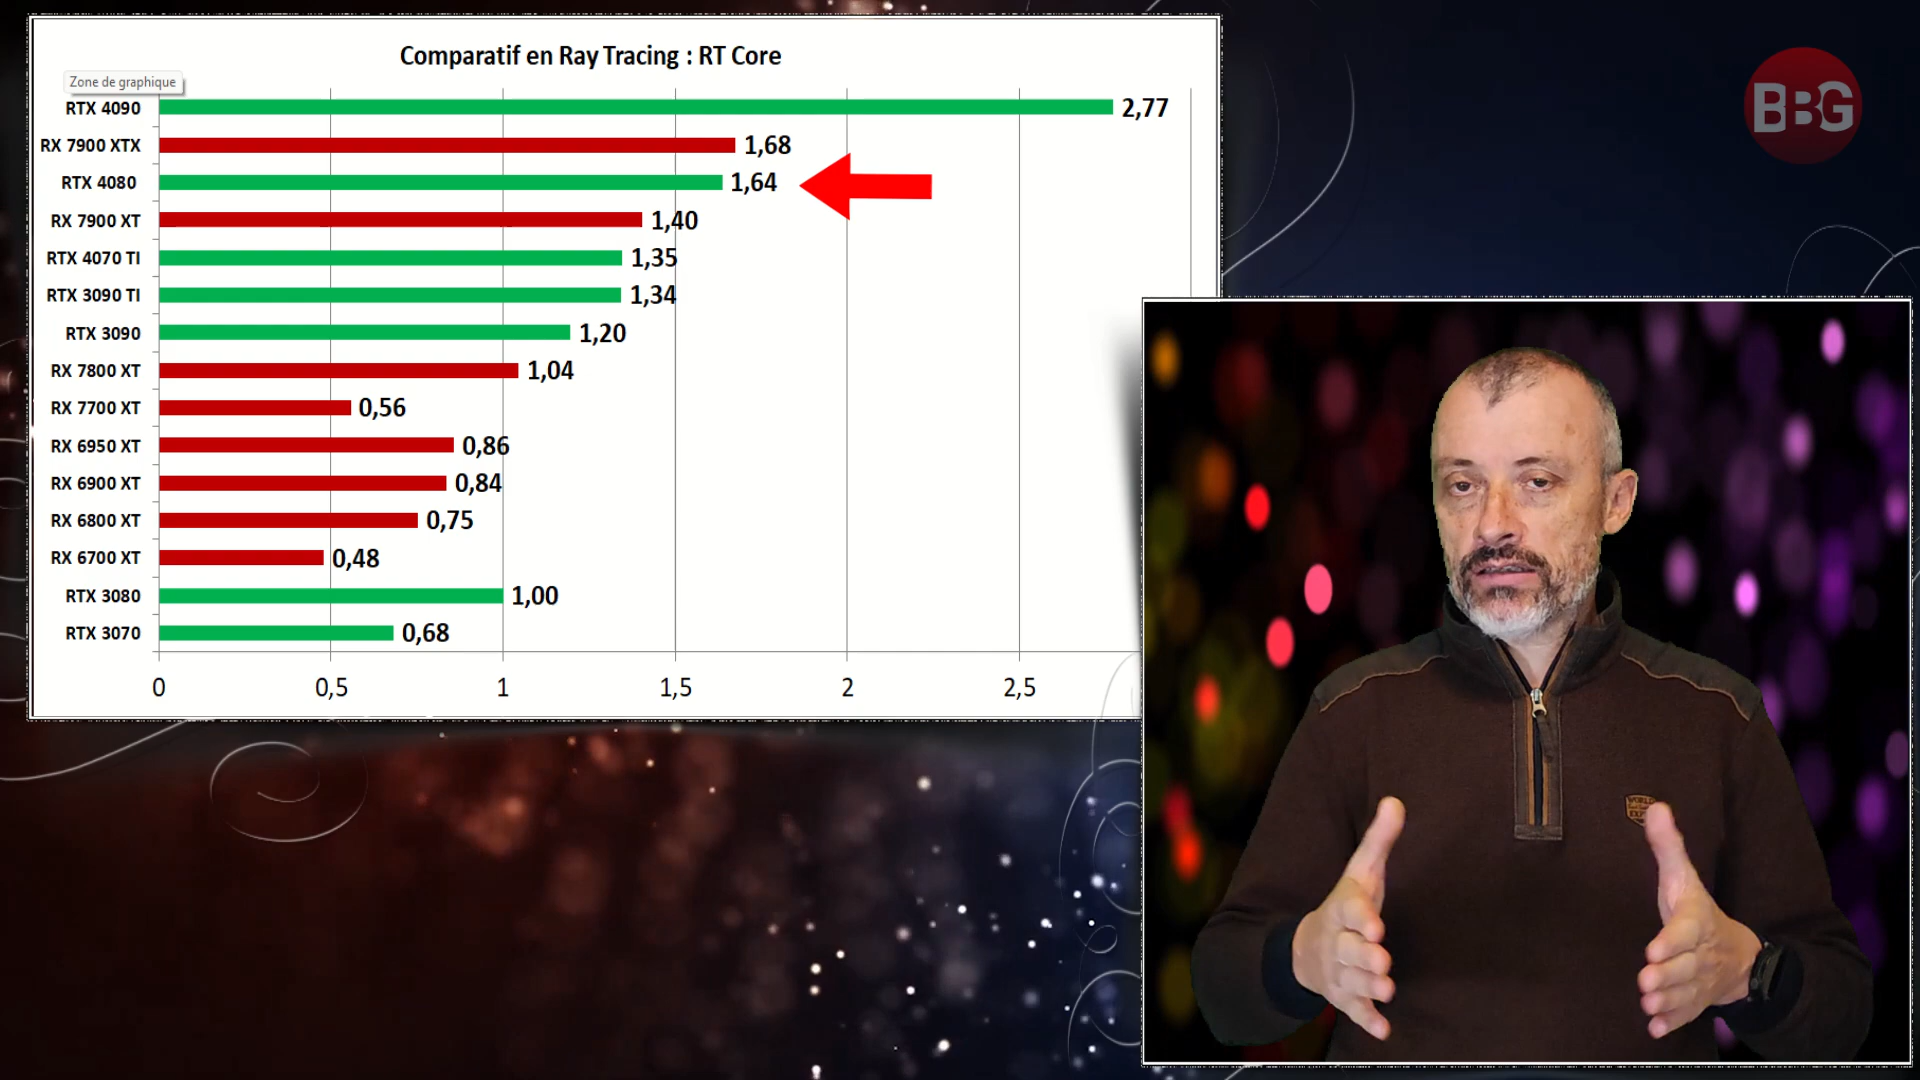 Comparatif en Ray Tracing : RT Core
Zone de graphique
RTX 4090 2,77
RX 7900 XTX 1,68
RTX 4080 1,64
RX 7900 XT 1,40
RTX 4070 TI 1,35
RTX 3090 TI 1,34
RTX 3090 1,20
RX 7800 XT 1,04
RX 7700 XT 0,56
RX 6950 XT 0,86
RX 6900 XT 0,84
RX 6800 XT 0,75
RX 6700 XT 0,48
RTX 3080 1,00
RTX 3070 0,68
0 0,5 1 1,5 2 2,5
BBG
WORLD